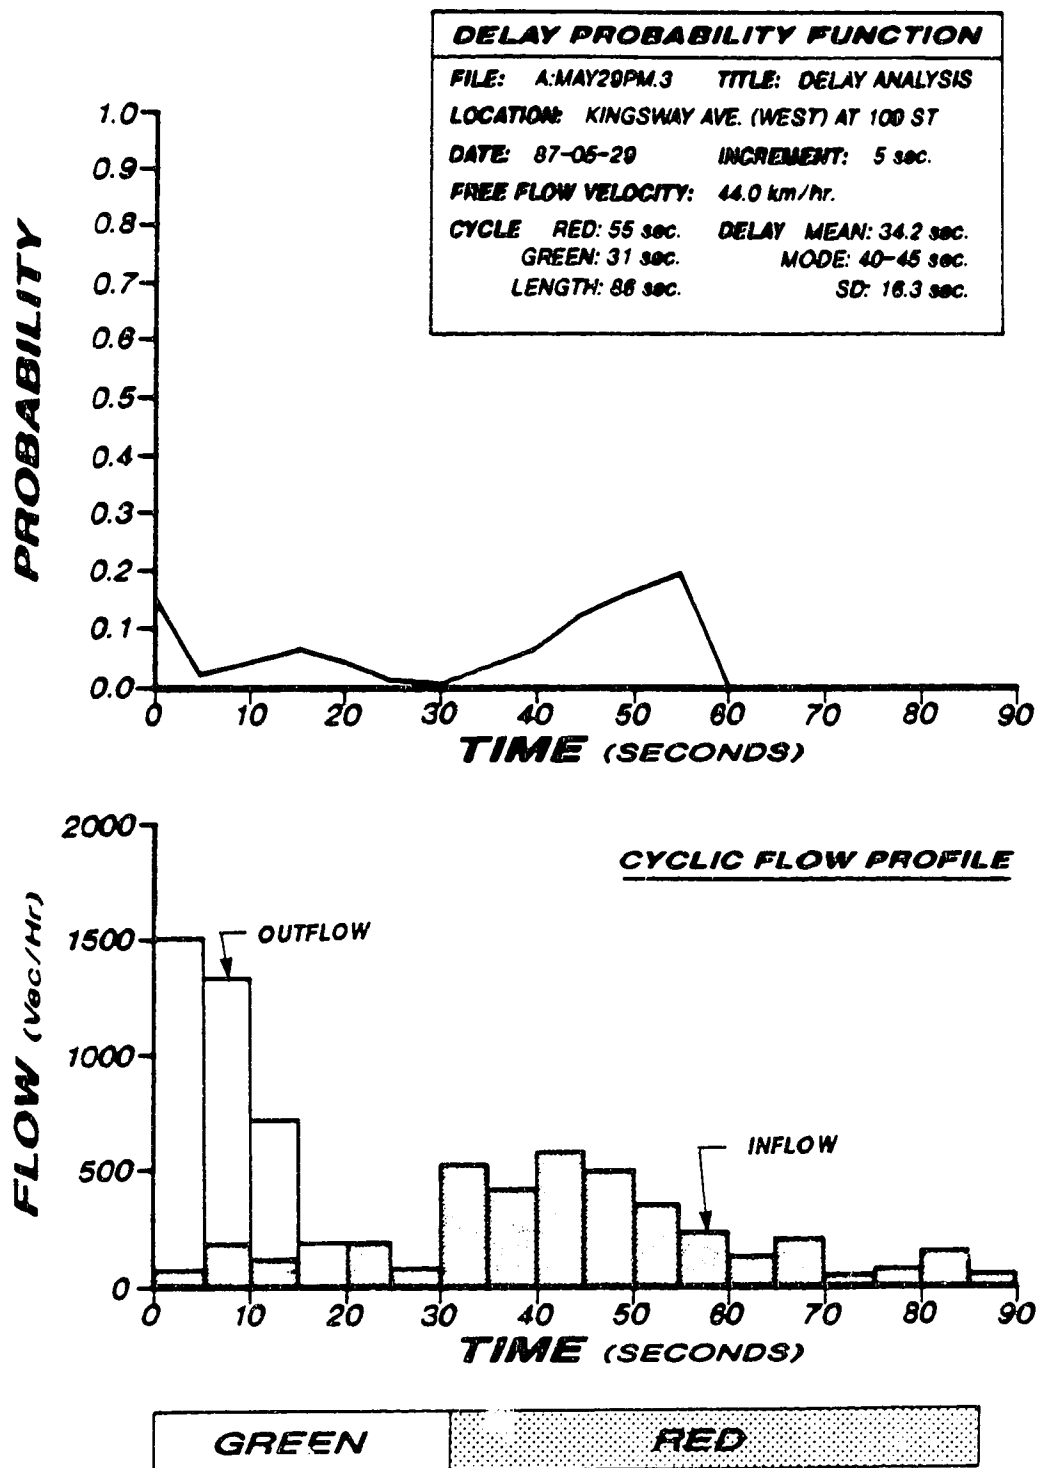 DELAY PROBABILITY FUNCTION
FILE: A:MAY29PM.3 TITLE: DELAY ANALYSIS
LOCATION: KINGSWAY AVE. (WEST) AT 100 ST
DATE: 87-05-29 INCREMENT: 5 sec.
FREE FLOW VELOCITY: 44.0 km/hr.
CYCLE RED: 55 sec. DELAY MEAN: 34.2 sec.
GREEN: 31 sec. MODE: 40-45 sec.
LENGTH: 86 sec. SD: 16.3 sec.
PROBABILITY
1.0
0.9
0.8
0.7
0.6
0.5
0.4
0.3
0.2
0.1
0.0
0 10 20 30 40 50 60 70 80 90
TIME (SECONDS)
CYCLIC FLOW PROFILE
FLOW (Vec/Hr)
2000
1500
1000
500
0
OUTFLOW
INFLOW
0 10 20 30 40 50 60 70 80 90
TIME (SECONDS)
GREEN RED